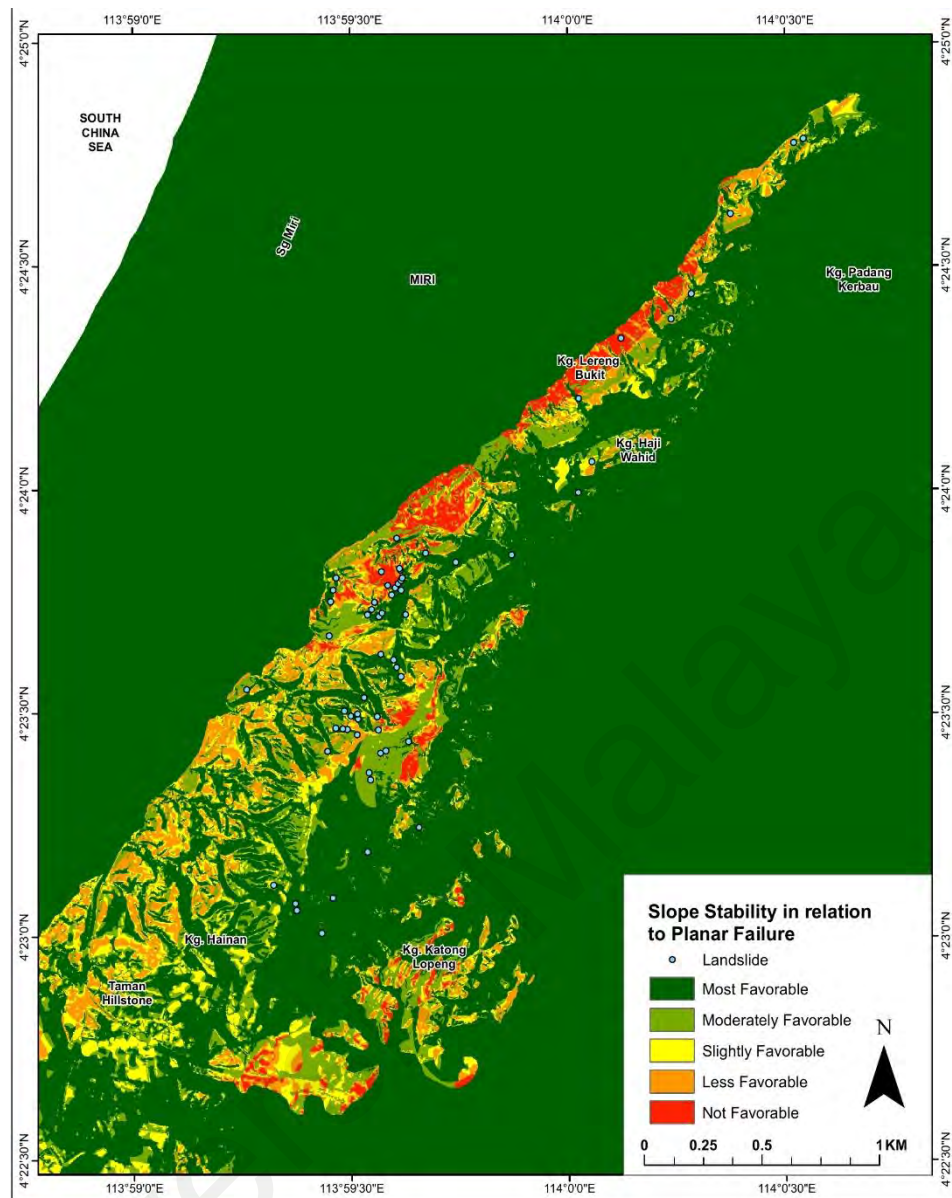 113°59'0"E 113°59'30"E 114°0'0"E 114°0'30"E
4°25'0"N 4°25'0"N
SOUTH
CHINA
SEA
Sg Miri
MIRI
4°24'30"N 4°24'30"N
Kg. Padang
Kerbau
Kg. Lereng
Bukit
Kg. Haji
Wahid
4°24'0"N 4°24'0"N
4°23'30"N 4°23'30"N
Malaya
4°23'0"N 4°23'0"N
Kg. Hainan
Kg. Katong
Lopeng
Taman
Hillstone
Slope Stability in relation
to Planar Failure
Landslide
Most Favorable
Moderately Favorable
Slightly Favorable
Less Favorable
Not Favorable
N
0 0.25 0.5 1 KM
4°22'30"N 4°22'30"N
113°59'0"E 113°59'30"E 114°0'0"E 114°0'30"E